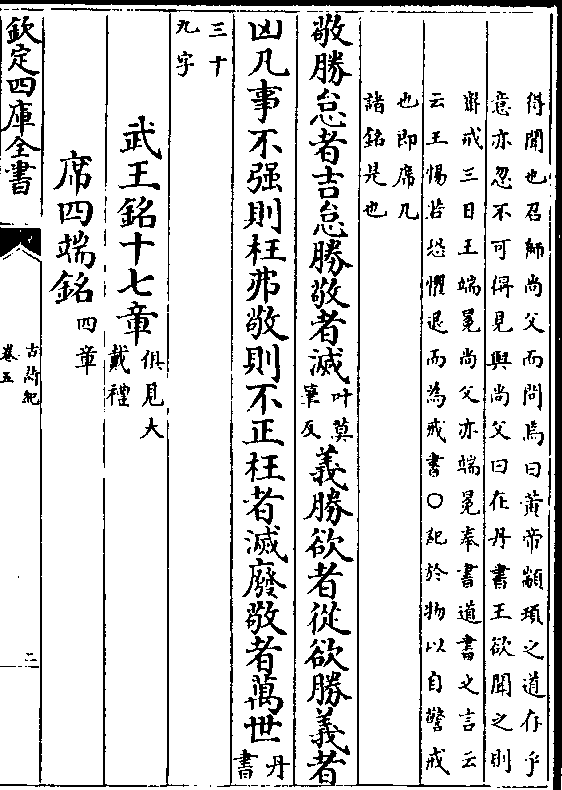 得聞也召師尚父而問焉曰黃帝顓頊之道存乎
意亦忽不可得見與尚父曰在丹書王欲聞之則
齋戒三日王端冕尚父亦端冕奉書道書之言云
云王惕若恐懼退而為戒書○記於物以自警戒
也即席几
諸銘是也
敬勝怠者吉怠勝敬者滅叶莫筆反義勝欲者從欲勝義者
凶凡事不强則枉弗敬則不正枉者滅廢敬者萬世丹書
三十
九字
武王銘十七章俱見大戴禮
席四端銘四章
欽定四庫全書
古詩紀
卷五
二